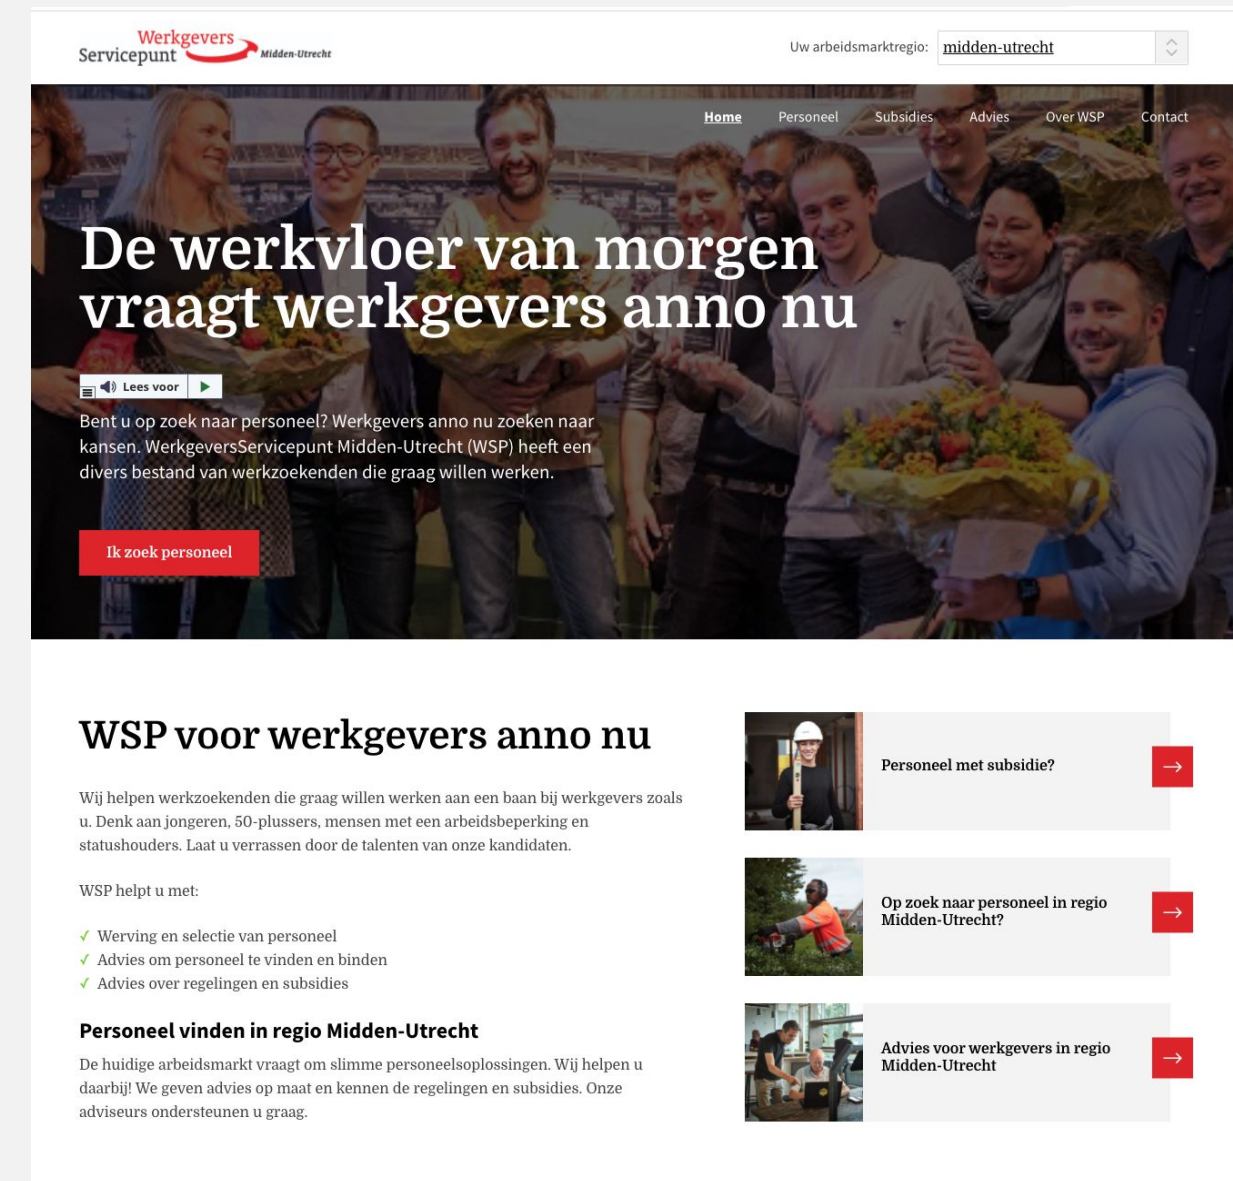 Werkgevers
Servicepunt Midden-Utrecht
Uw arbeidsmarktregio: midden-utrecht
Home Personeel Subsidies Advies Over WSP Contact
De werkvloer van morgen
vraagt werkgevers anno nu
Lees voor
Bent u op zoek naar personeel? Werkgevers anno nu zoeken naar
kansen. WerkgeversServicepunt Midden-Utrecht (WSP) heeft een
divers bestand van werkzoekenden die graag willen werken.
Ik zoek personeel
WSP voor werkgevers anno nu
Wij helpen werkzoekenden die graag willen werken aan een baan bij werkgevers zoals
u. Denk aan jongeren, 50-plussers, mensen met een arbeidsbeperking en
statushouders. Laat u verrassen door de talenten van onze kandidaten.
WSP helpt u met:
✓ Werving en selectie van personeel
✓ Advies om personeel te vinden en binden
✓ Advies over regelingen en subsidies
Personeel vinden in regio Midden-Utrecht
De huidige arbeidsmarkt vraagt om slimme personeelsoplossingen. Wij helpen u
daarbij! We geven advies op maat en kennen de regelingen en subsidies. Onze
adviseurs ondersteunen u graag.
Personeel met subsidie?
Op zoek naar personeel in regio
Midden-Utrecht?
Advies voor werkgevers in regio
Midden-Utrecht